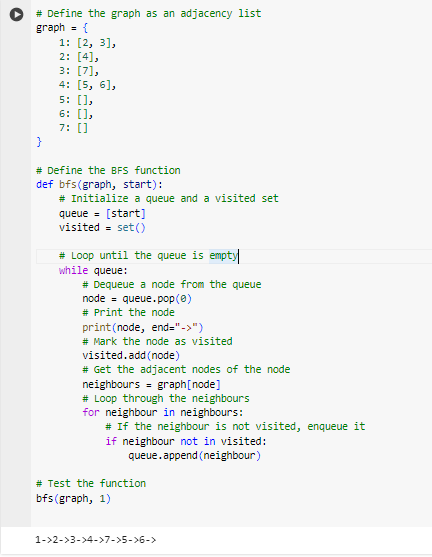 # Define the graph as an adjacency list
graph = {
    1: [2, 3],
    2: [4],
    3: [7],
    4: [5, 6],
    5: [],
    6: [],
    7: []
}

# Define the BFS function
def bfs(graph, start):
    # Initialize a queue and a visited set
    queue = [start]
    visited = set()

    # Loop until the queue is empty
    while queue:
        # Dequeue a node from the queue
        node = queue.pop(0)
        # Print the node
        print(node, end="->")
        # Mark the node as visited
        visited.add(node)
        # Get the adjacent nodes of the node
        neighbours = graph[node]
        # Loop through the neighbours
        for neighbour in neighbours:
            # If the neighbour is not visited, enqueue it
            if neighbour not in visited:
                queue.append(neighbour)

# Test the function
bfs(graph, 1)

1->2->3->4->7->5->6->